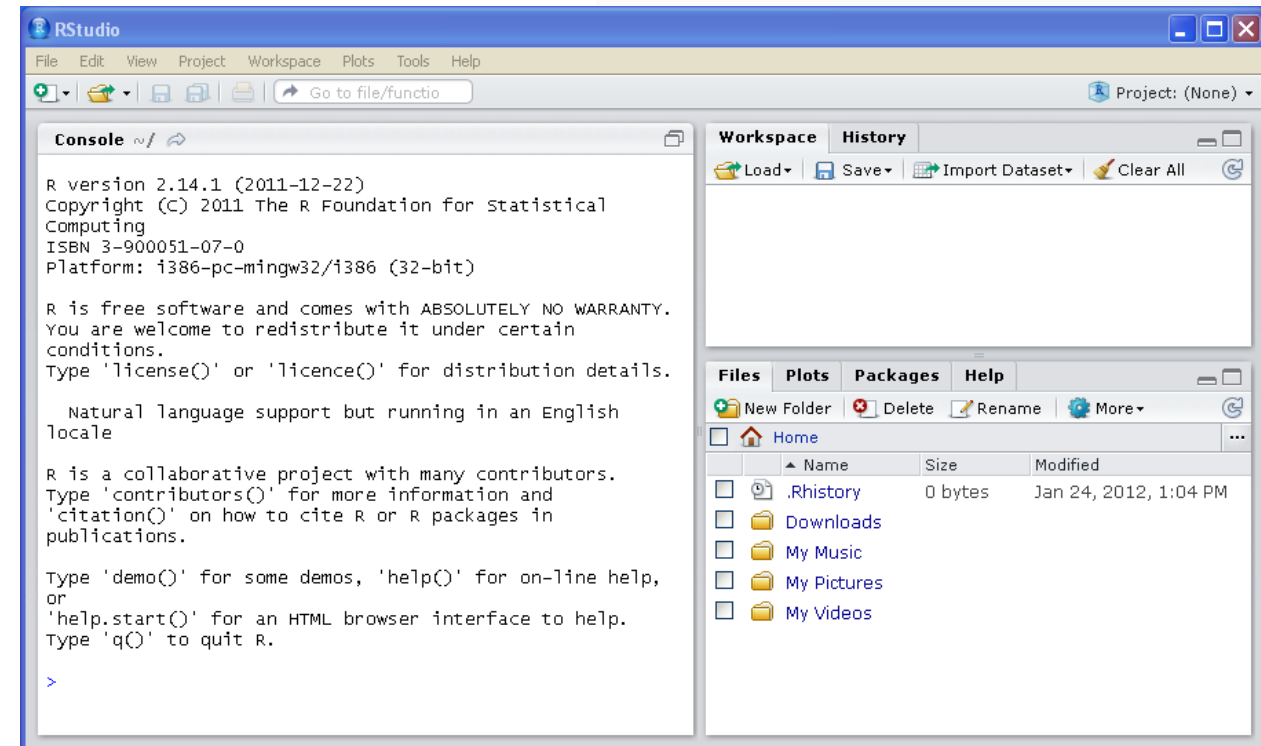 RStudio
File Edit View Project Workspace Plots Tools Help
Go to file/functio
Project: (None)
Console ~/
R version 2.14.1 (2011-12-22)
Copyright (C) 2011 The R Foundation for Statistical
Computing
ISBN 3-900051-07-0
Platform: i386-pc-mingw32/i386 (32-bit)
R is free software and comes with ABSOLUTELY NO WARRANTY.
You are welcome to redistribute it under certain
conditions.
Type 'license()' or 'licence()' for distribution details.
Natural language support but running in an English
locale
R is a collaborative project with many contributors.
Type 'contributors()' for more information and
'citation()' on how to cite R or R packages in
publications.
Type 'demo()' for some demos, 'help()' for on-line help,
or
'help.start()' for an HTML browser interface to help.
Type 'q()' to quit R.
>
Workspace History
Load Save Import Dataset Clear All
Files Plots Packages Help
New Folder Delete Rename More
Home ...
Name Size Modified
.Rhistory 0 bytes Jan 24, 2012, 1:04 PM
Downloads
My Music
My Pictures
My Videos